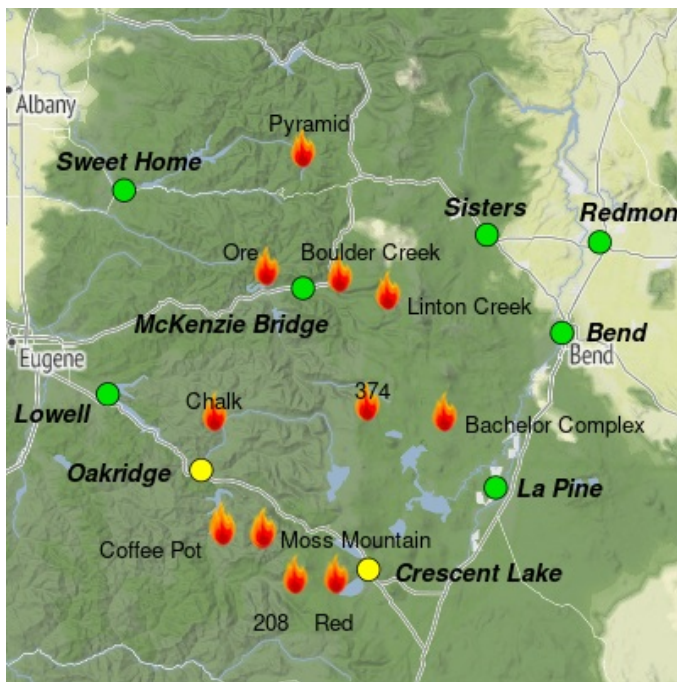 Albany
Pyramid
Sweet Home
Sisters
Redmon
Ore
Boulder Creek
Linton Creek
McKenzie Bridge
Bend
Bend
Eugene
Chalk
374
Lowell
Bachelor Complex
Oakridge
La Pine
Coffee Pot
Moss Mountain
Crescent Lake
208
Red